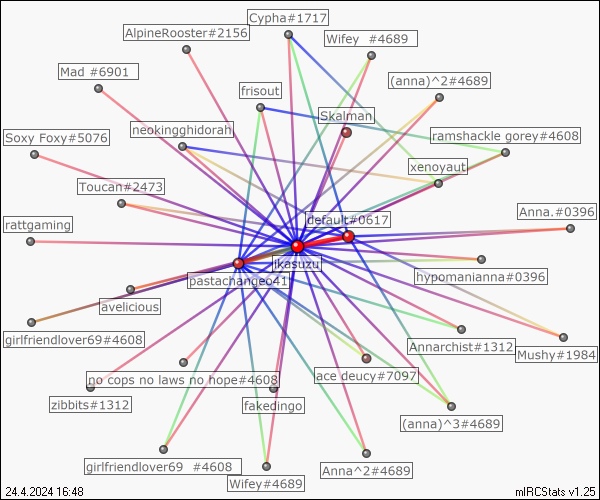 Cypha#1717
AlpineRooster#2156
Wifey #4689
Mad #6901
(anna)^2#4689
frisout
Skalman
neokingghidorah
Soxy Foxy#5076
ramshackle gorey#4608
xenoyaut
Toucan#2473
default#0617
Anna.#0396
rattgaming
jkasuzu
hypomanianna#0396
pastachangeo41
avelicious
girlfriendlover69#4608
Annarchist#1312
Mushy#1984
ace deucy#7097
no cops no laws no hope#4608
zibbits#1312
fakedingo
(anna)^3#4689
girlfriendlover69 #4608
Anna^2#4689
Wifey#4689
24.4.2024 16:48
mIRCStats v1.25